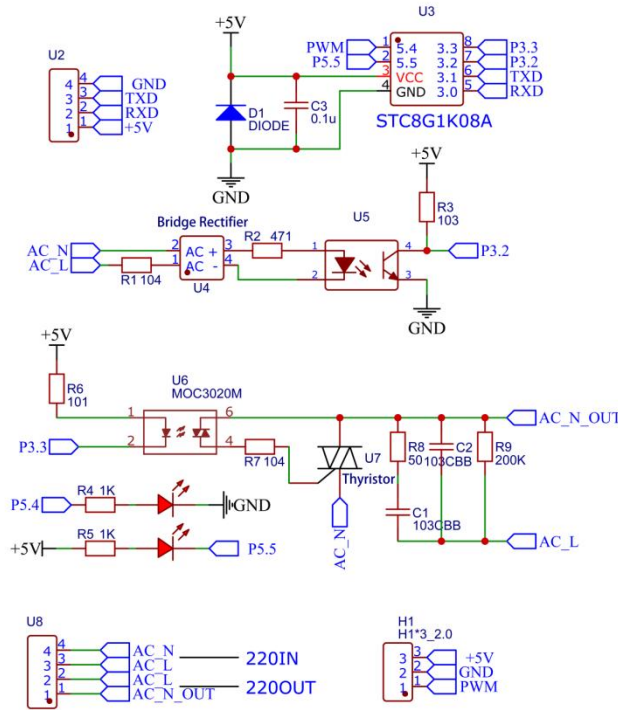 +5V
U3
U2
PWM 1 5.4 3.3 8 P3.3
P5.5 2 5.5 3.2 7 P3.2
3 VCC 3.1 6 TXD
4 GND 3.0 5 RXD
STC8G1K08A
4 4 GND
3 3 TXD
2 2 RXD
1 1 +5V
D1
DIODE
C3
0.1u
GND
+5V
R3
103
Bridge Rectifier
R2 471
U5
AC_N 2 AC + 3
AC_L 1 AC - 4
R1 104
U4
1 4
2 3
P3.2
GND
+5V
R6
101
U6
MOC3020M
1 6
P3.3 2 4
R7 104
U7
Thyristor
AC_N
R8
50
C2
103CBB
R9
200K
C1
103CBB
AC_N_OUT
AC_L
P5.4 R4 1K GND
+5V R5 1K P5.5
U8
4 4 AC_N
3 3 AC_L
220IN
2 2 AC_L
1 1 AC_N_OUT
220OUT
H1
H1*3_2.0
3 3 +5V
2 2 GND
1 1 PWM